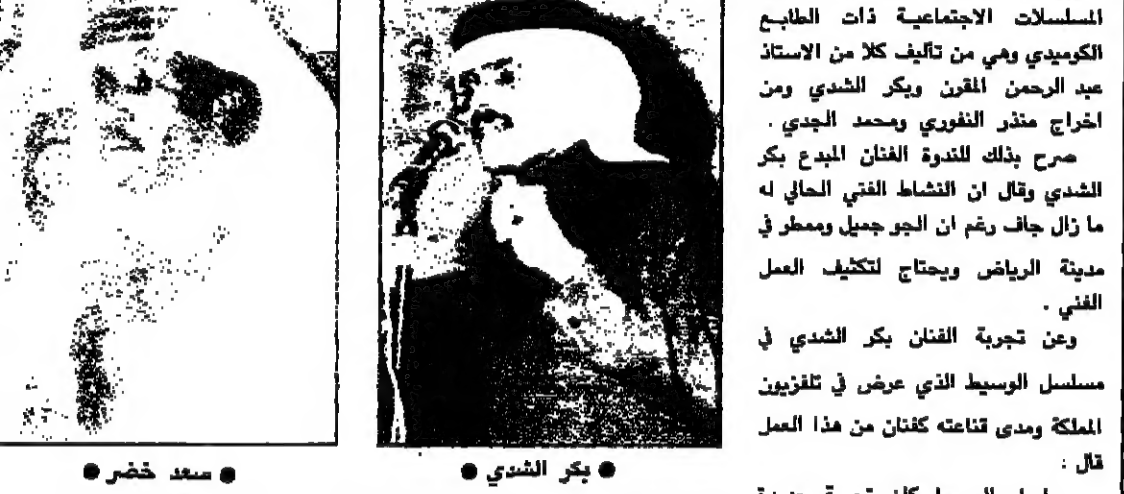 المسلسلات الاجتماعية ذات الطابع
الكوميدي وهي من تأليف كلا من الاستاذ
عبد الرحمن المقرن وبكر الشدي ومن
اخراج منذر النفوري ومحمد الجدي .
صرح بذلك للندوة الفنان المبدع بكر
الشدي وقال ان النشاط الفني الحالي له
ما زال جاف رغم ان الجو جميل وممطر في
مدينة الرياض ويحتاج لتكثيف العمل
الفني .
وعن تجربة الفنان بكر الشدي في
مسلسل الوسيط الذي عرض في تلفزيون
المملكة ومدى قناعته كفنان من هذا العمل
قال :
● بكر الشدي ●
● سعد خضر ●